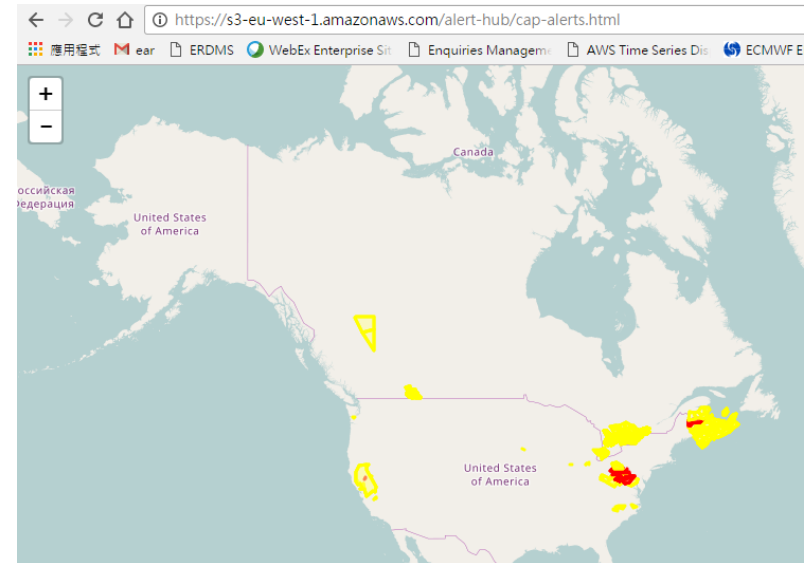 https://s3-eu-west-1.amazonaws.com/alert-hub/cap-alerts.html
應用程式 ear ERDMS WebEx Enterprise Sit Enquiries Manageme AWS Time Series Dis ECMWF E
+
−
Canada
оссийская
Федерация
United States
of America
United States
of America